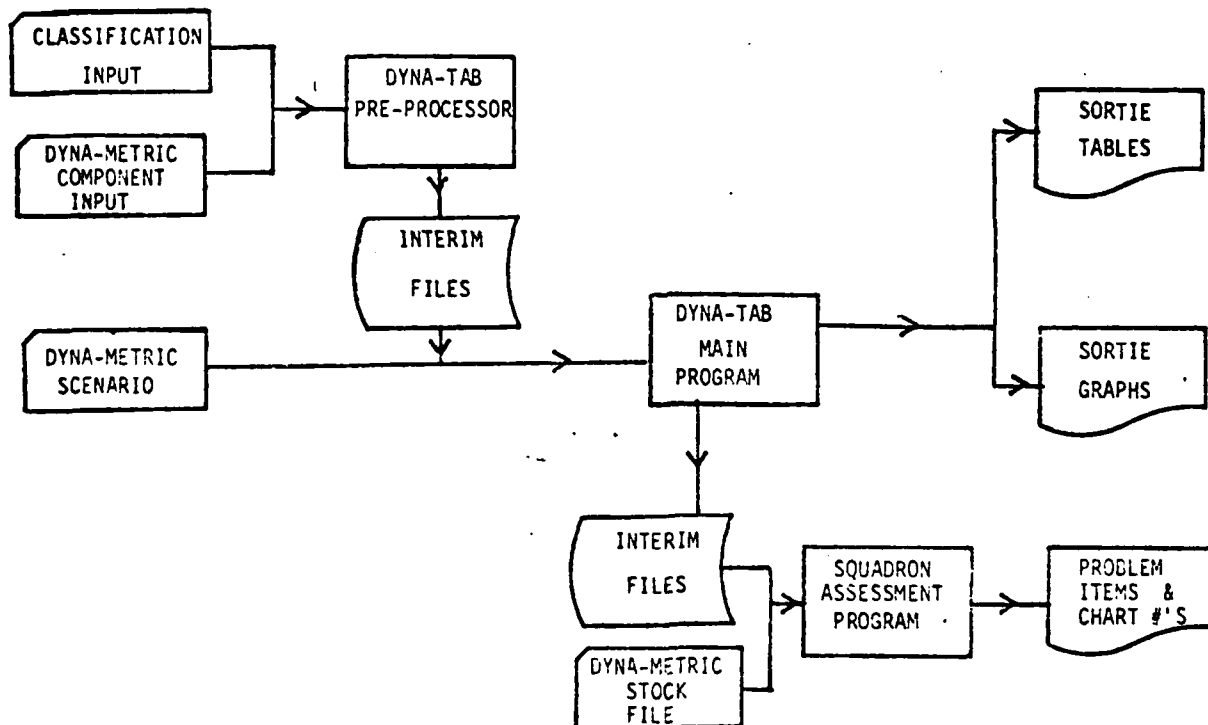 CLASSIFICATION
INPUT
DYNA-METRIC
COMPONENT
INPUT
DYNA-TAB
PRE-PROCESSOR
INTERIM
FILES
DYNA-METRIC
SCENARIO
DYNA-TAB
MAIN
PROGRAM
SORTIE
TABLES
SORTIE
GRAPHS
INTERIM
FILES
DYNA-METRIC
STOCK
FILE
SQUADRON
ASSESSMENT
PROGRAM
PROBLEM
ITEMS &
CHART #'S